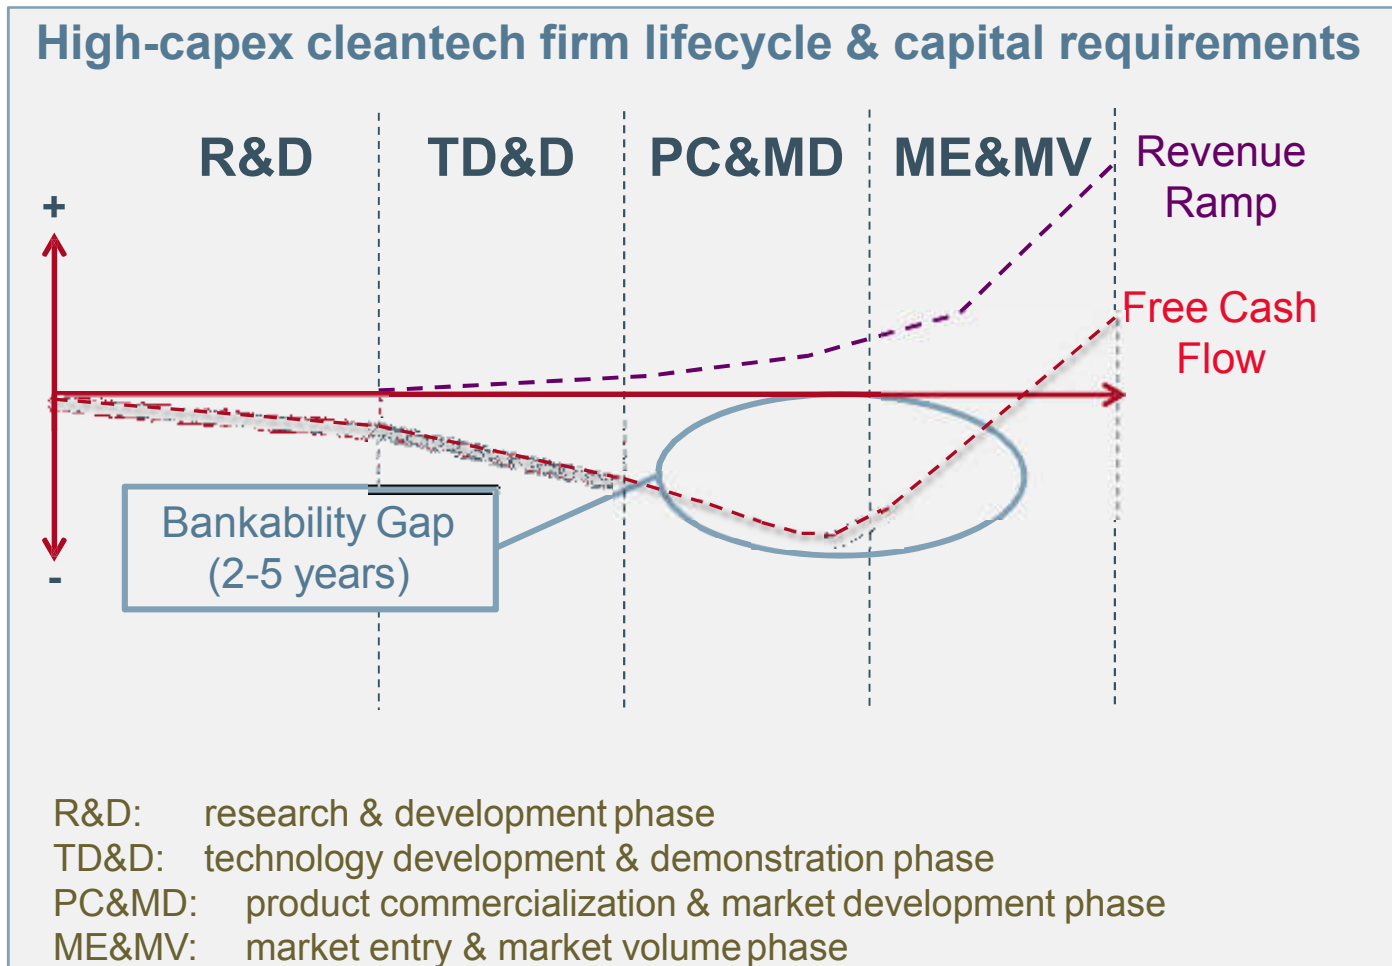 High-capex cleantech firm lifecycle & capital requirements
R&D
TD&D
PC&MD
ME&MV
Revenue
Ramp
+
Free Cash
Flow
Bankability Gap
(2-5 years)
-
R&D: research & development phase
TD&D: technology development & demonstration phase
PC&MD: product commercialization & market development phase
ME&MV: market entry & market volume phase